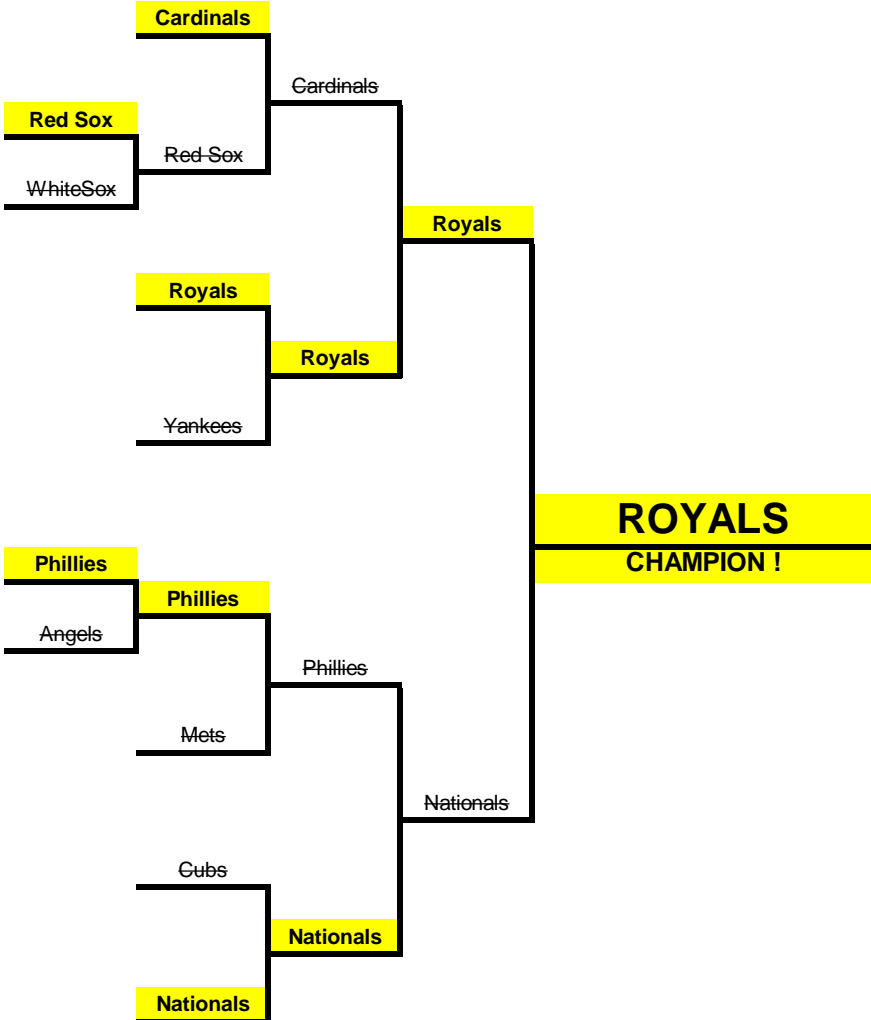 Cardinals
Cardinals
Red Sox
Red Sox
WhiteSox
Royals
Royals
Royals
Yankees
ROYALS
CHAMPION !
Phillies
Phillies
Angels
Phillies
Mets
Nationals
Cubs
Nationals
Nationals